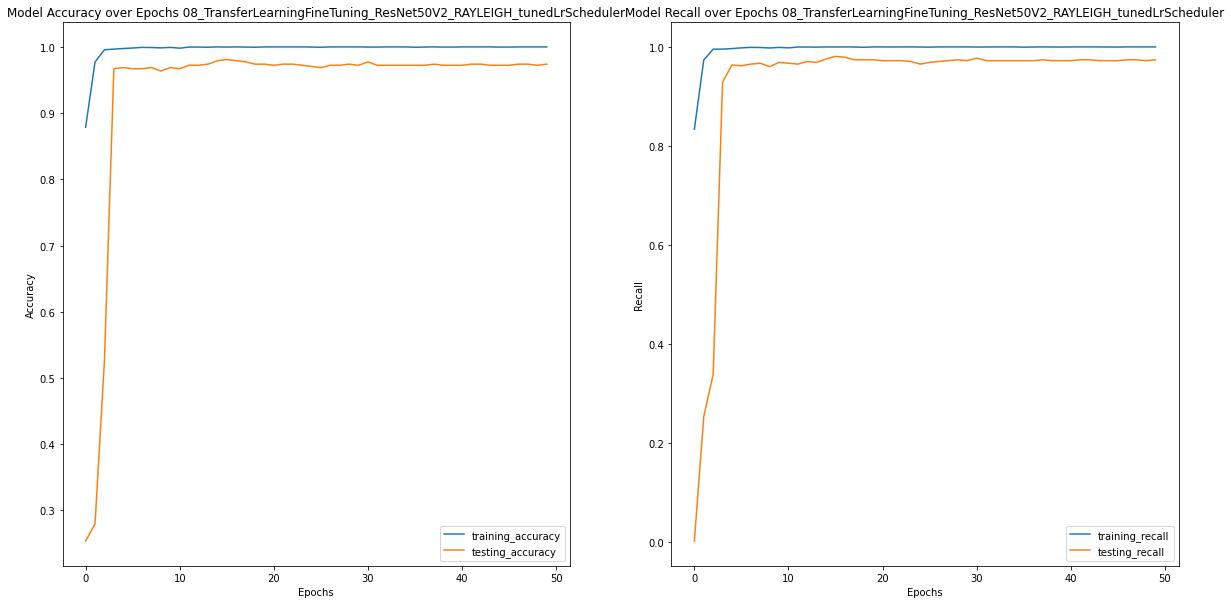 Model Accuracy over Epochs 08_TransferLearningFineTuning_ResNet50V2_RAYLEIGH_tunedLrScheduler
1.0
0.9
0.8
0.7
0.6
0.5
0.4
0.3
Accuracy
0 10 20 30 40 50
Epochs
training_accuracy
testing_accuracy
Model Recall over Epochs 08_TransferLearningFineTuning_ResNet50V2_RAYLEIGH_tunedLrScheduler
1.0
0.8
0.6
0.4
0.2
0.0
Recall
0 10 20 30 40 50
Epochs
training_recall
testing_recall